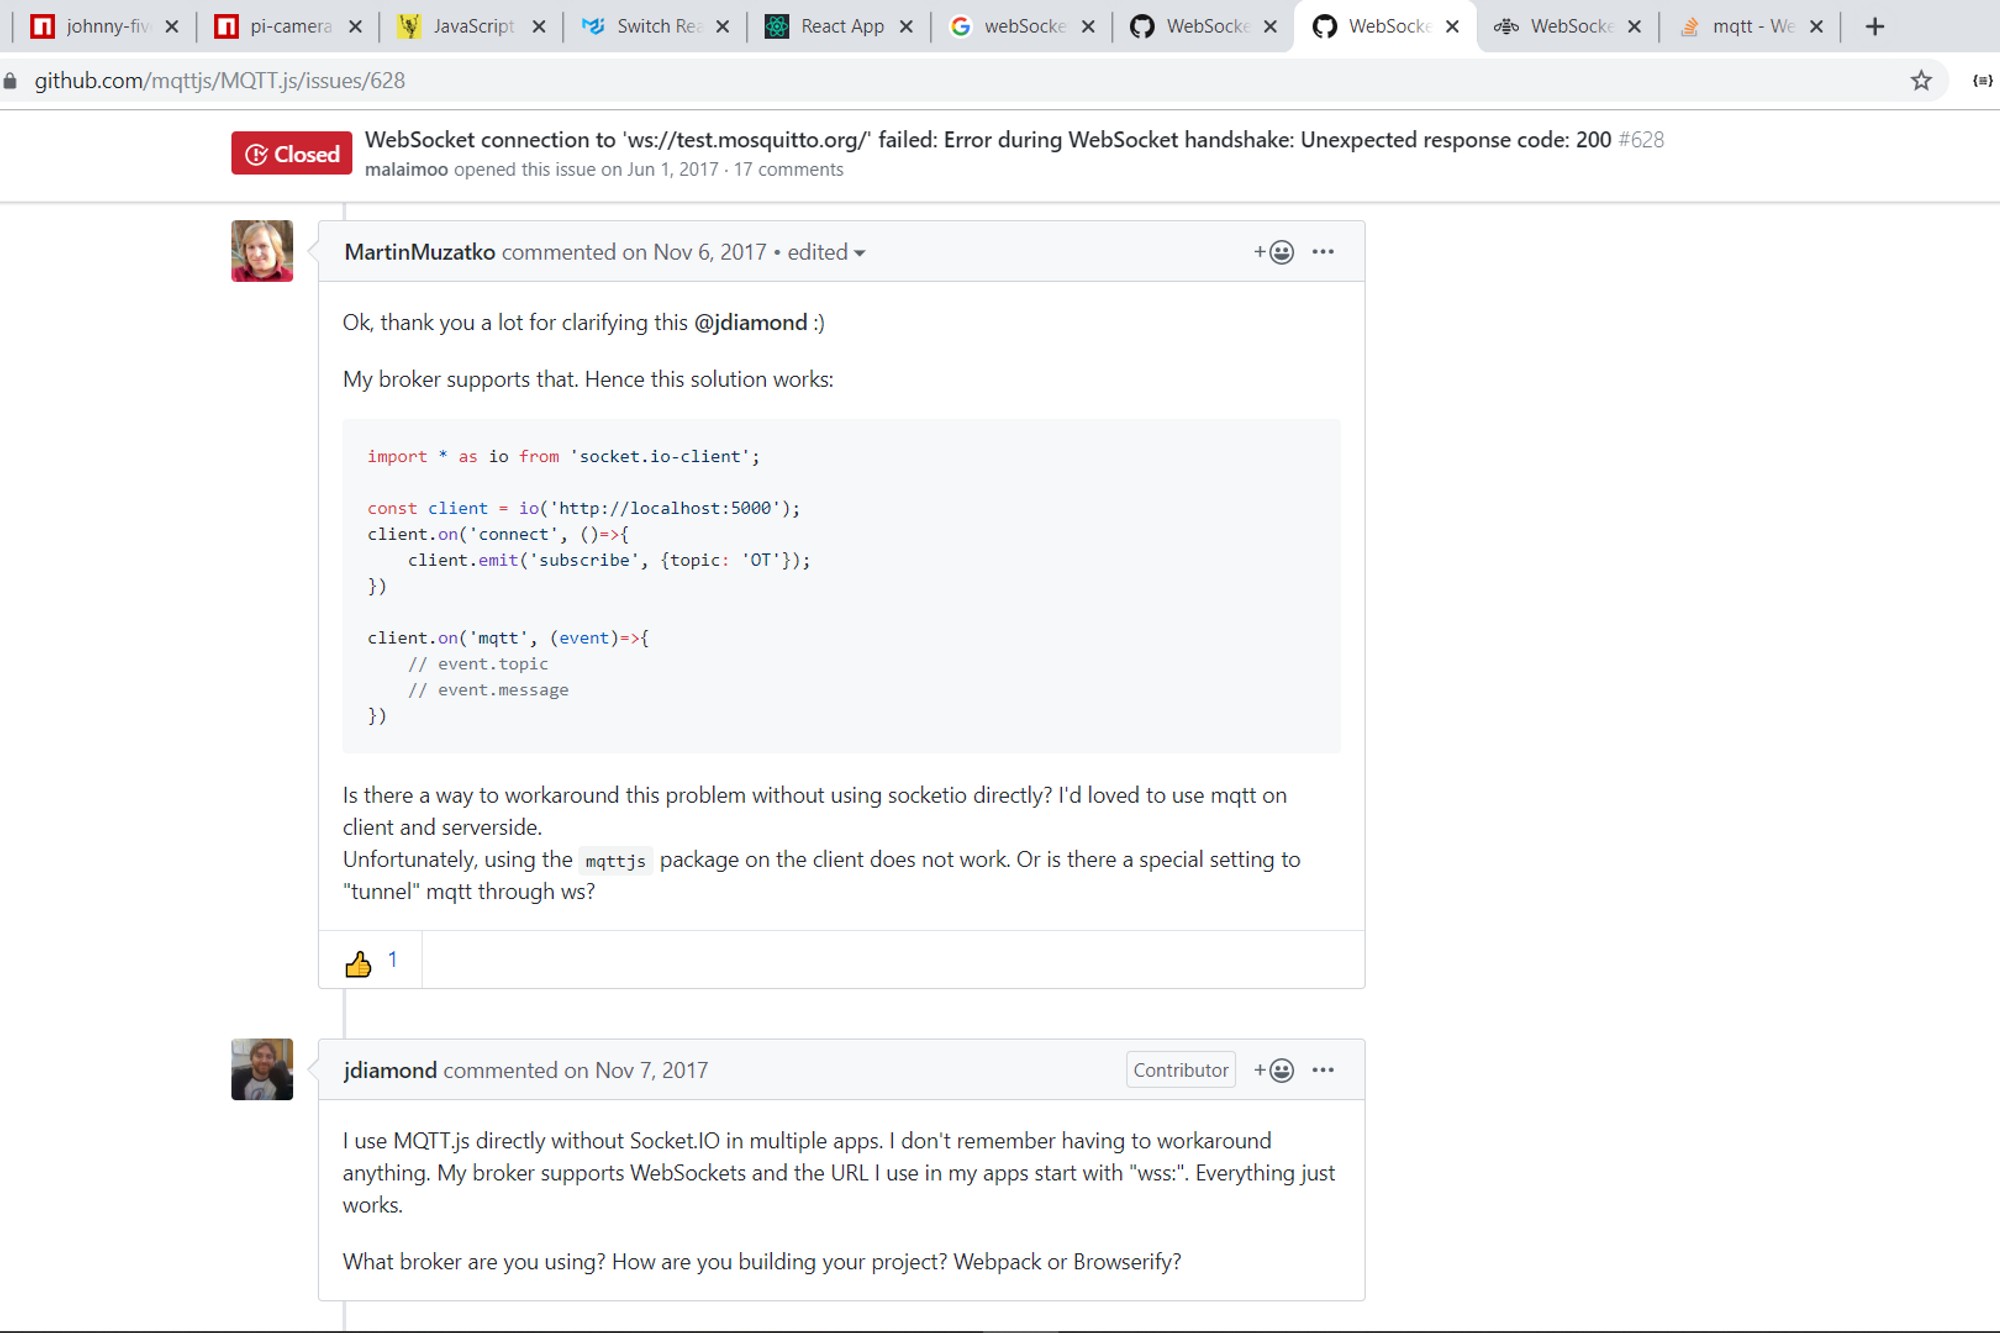 johnny-fiv
pi-camera
JavaScript
Switch Rea
React App
webSocke
WebSocke
WebSocke
WebSocke
mqtt - We
github.com/mqttjs/MQTT.js/issues/628
Closed
WebSocket connection to 'ws://test.mosquitto.org/' failed: Error during WebSocket handshake: Unexpected response code: 200 #628
malaimoo opened this issue on Jun 1, 2017 · 17 comments
MartinMuzatko commented on Nov 6, 2017 • edited
Ok, thank you a lot for clarifying this @jdiamond :)
My broker supports that. Hence this solution works:
import * as io from 'socket.io-client';
const client = io('http://localhost:5000');
client.on('connect', ()=>{
client.emit('subscribe', {topic: 'OT'});
})
client.on('mqtt', (event)=>{
// event.topic
// event.message
})
Is there a way to workaround this problem without using socketio directly? I'd loved to use mqtt on
client and serverside.
Unfortunately, using the mqttjs package on the client does not work. Or is there a special setting to
"tunnel" mqtt through ws?
1
jdiamond commented on Nov 7, 2017
Contributor
I use MQTT.js directly without Socket.IO in multiple apps. I don't remember having to workaround
anything. My broker supports WebSockets and the URL I use in my apps start with "wss:". Everything just
works.
What broker are you using? How are you building your project? Webpack or Browserify?